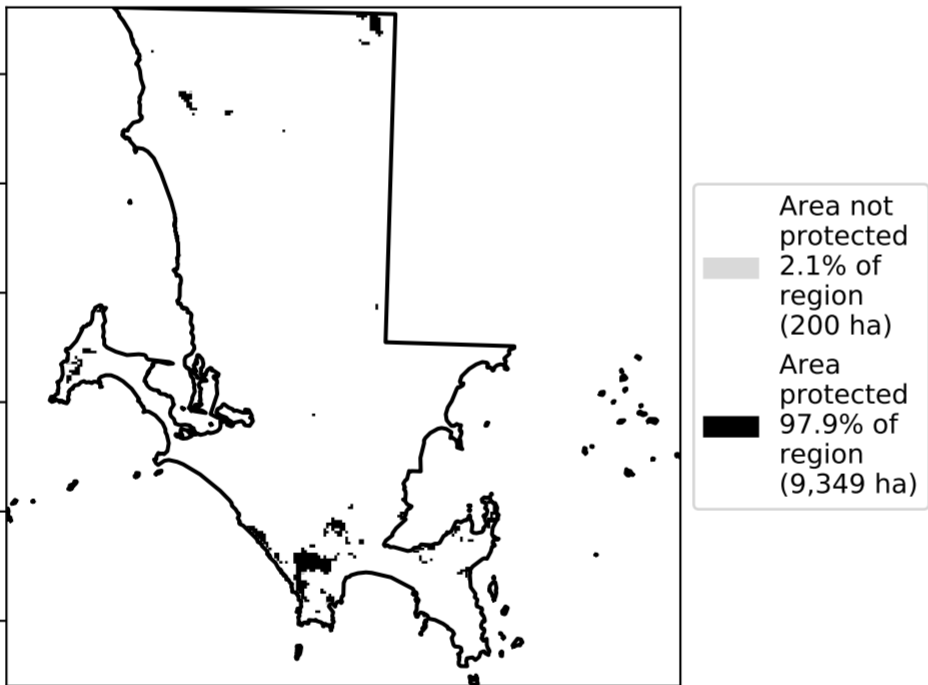 Area not
protected
2.1% of
region
(200 ha)
Area
protected
97.9% of
region
(9,349 ha)